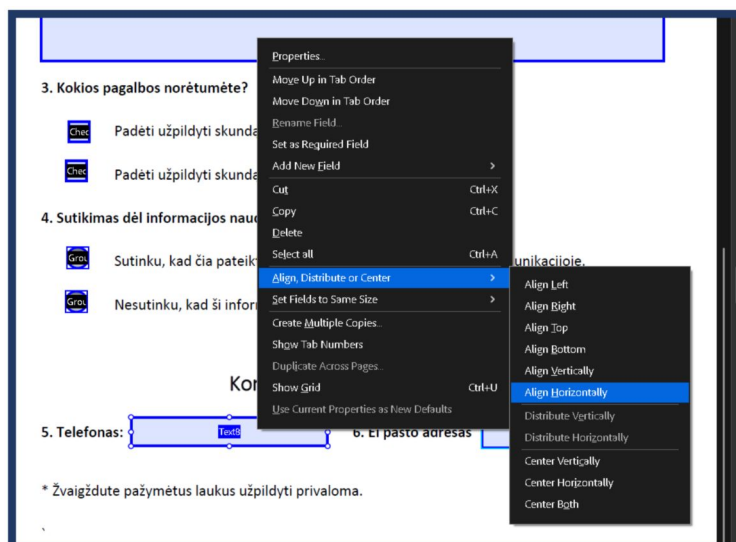 3. Kokios pagalbos norėtumėte?
Chec Padėti užpildyti skunda
Chec Padėti užpildyti skunda
4. Sutikimas dėl informacijos nau
Grou Sutinku, kad čia pateik unikacijoje.
Grou Nesutinku, kad ši infor
Kor
5. Telefonas: Text8 6. El pašto adresas
* Žvaigždute pažymėtus laukus užpildyti privaloma.
Properties...
Move Up in Tab Order
Move Down in Tab Order
Rename Field...
Set as Required Field
Add New Field >
Cut Ctrl+X
Copy Ctrl+C
Delete
Select all Ctrl+A
Align, Distribute or Center >
Set Fields to Same Size >
Create Multiple Copies...
Show Tab Numbers
Duplicate Across Pages...
Show Grid Ctrl+U
Use Current Properties as New Defaults
Align Left
Align Right
Align Top
Align Bottom
Align Vertically
Align Horizontally
Distribute Vertically
Distribute Horizontally
Center Vertically
Center Horizontally
Center Both